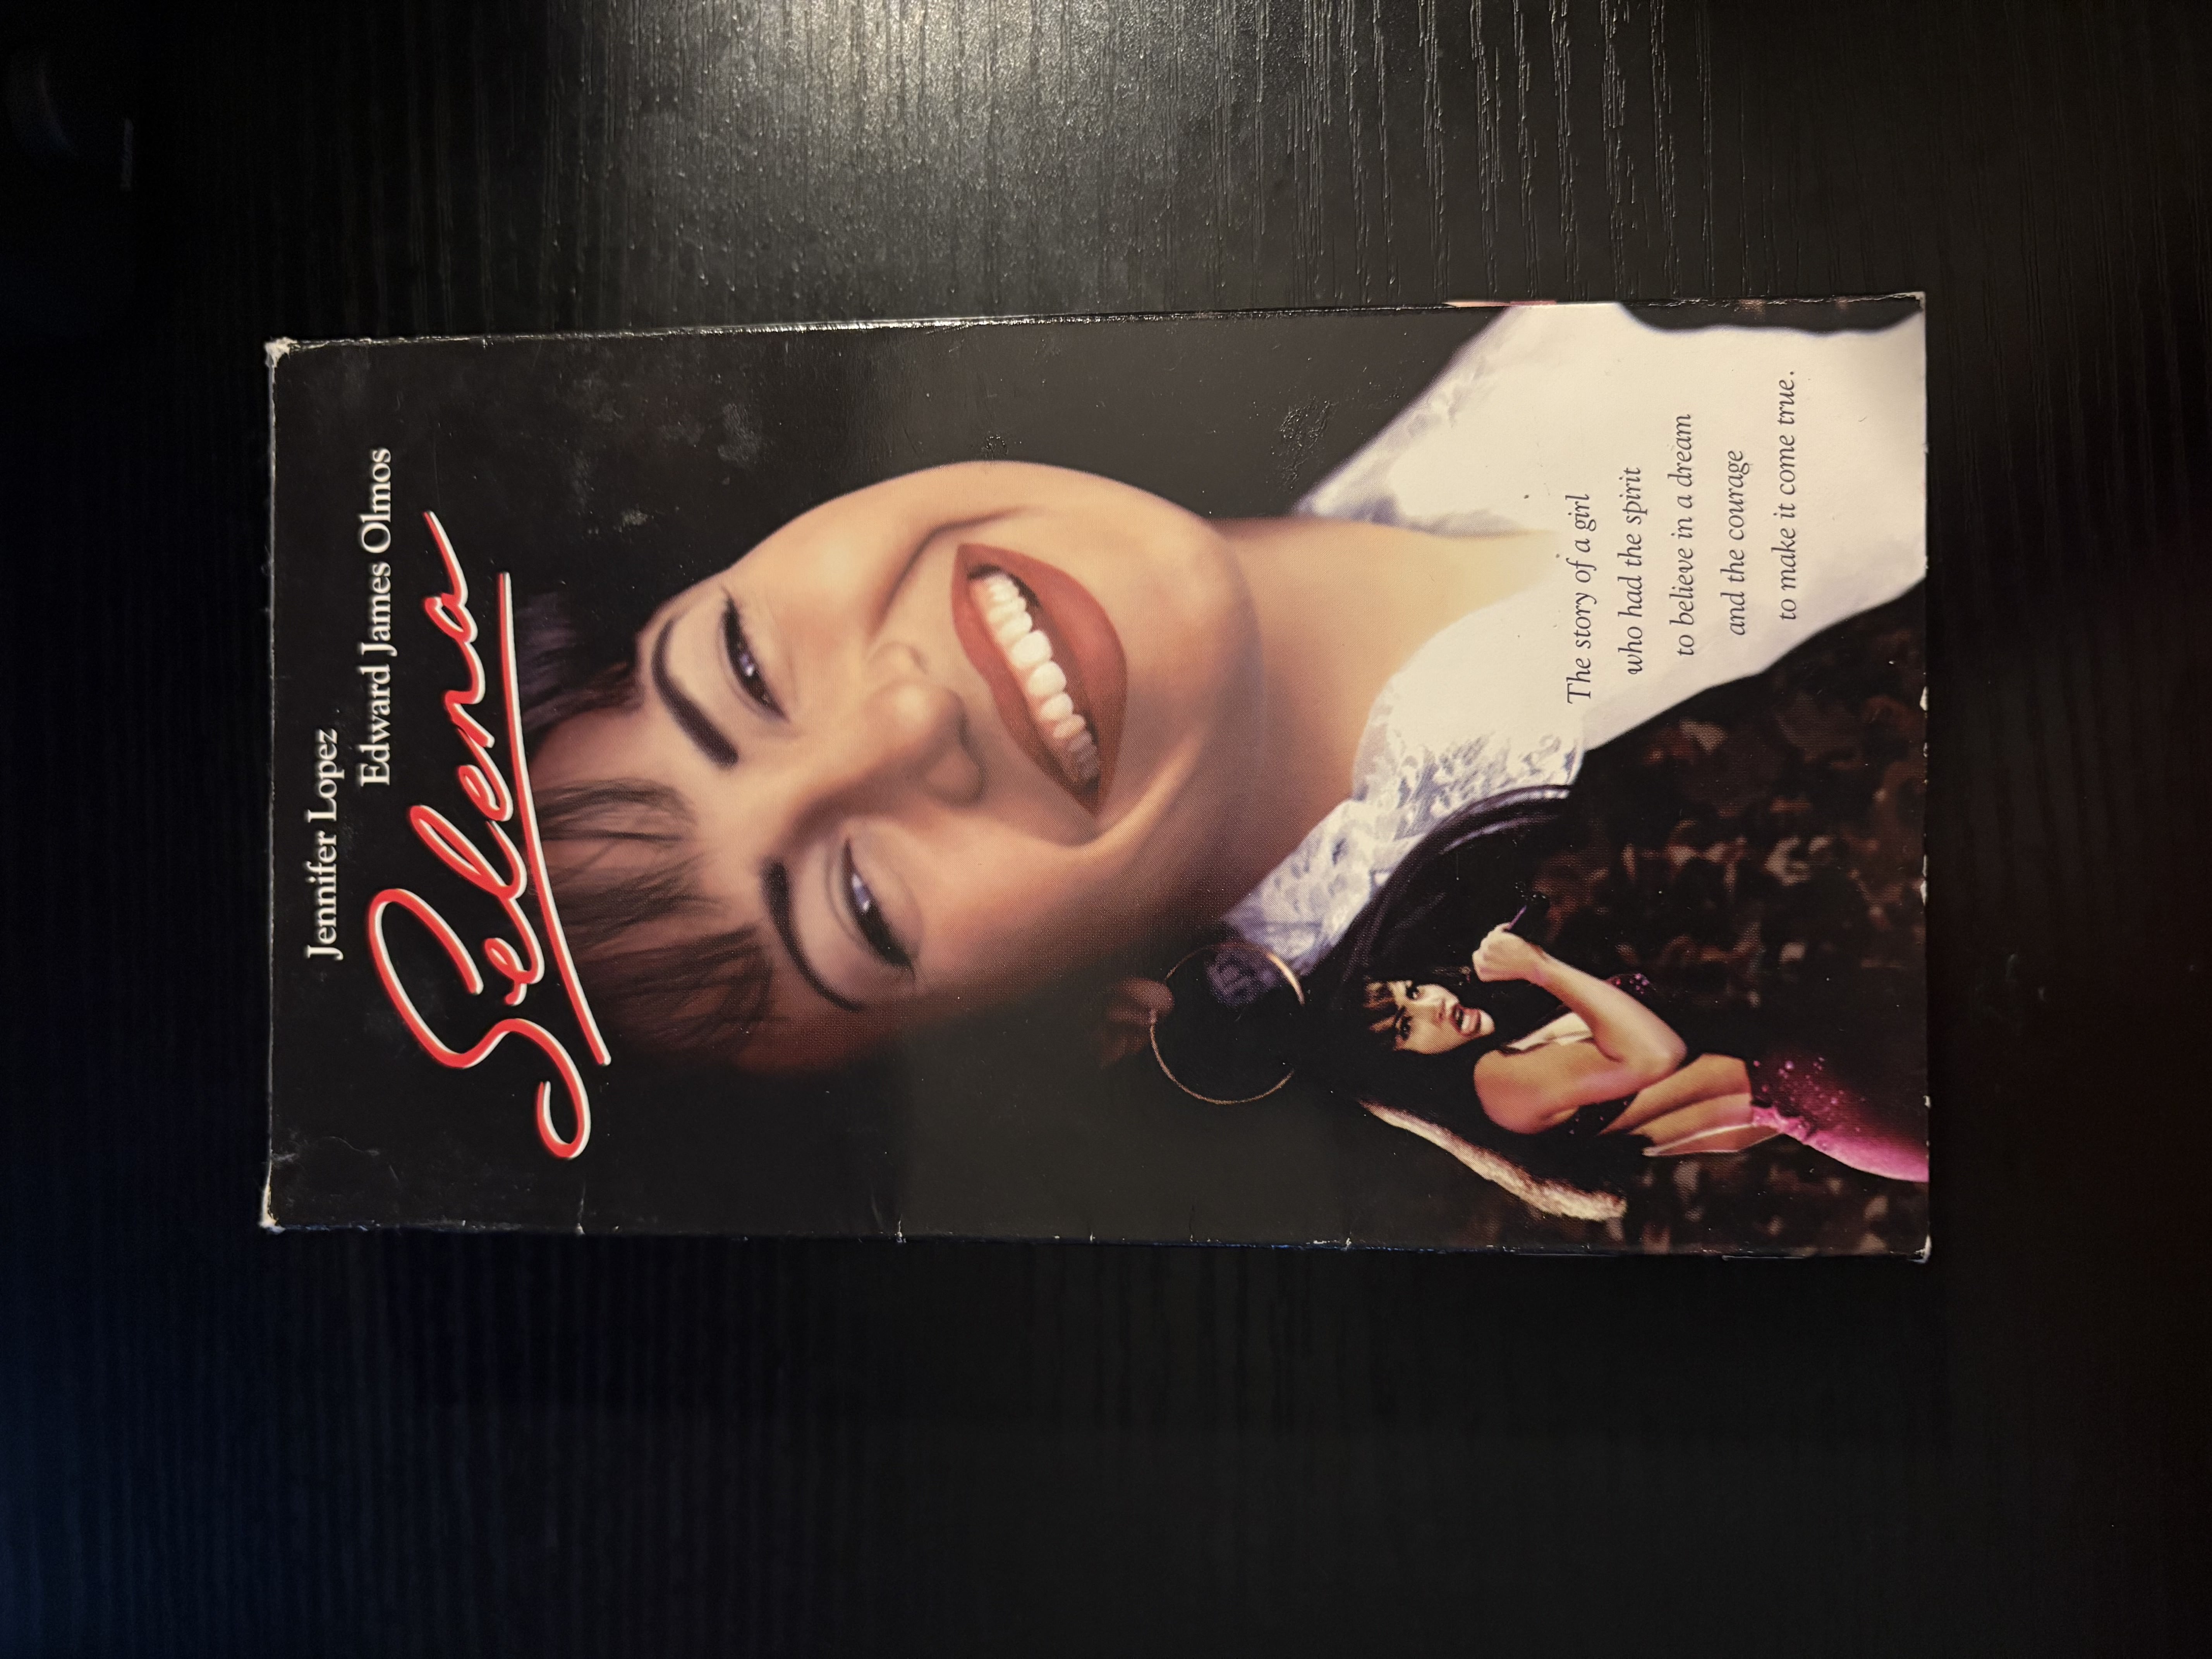 Jennifer Lopez
Edward James Olmos
Selena
The story of a girl
who had the spirit
to believe in a dream
and the courage
to make it come true.